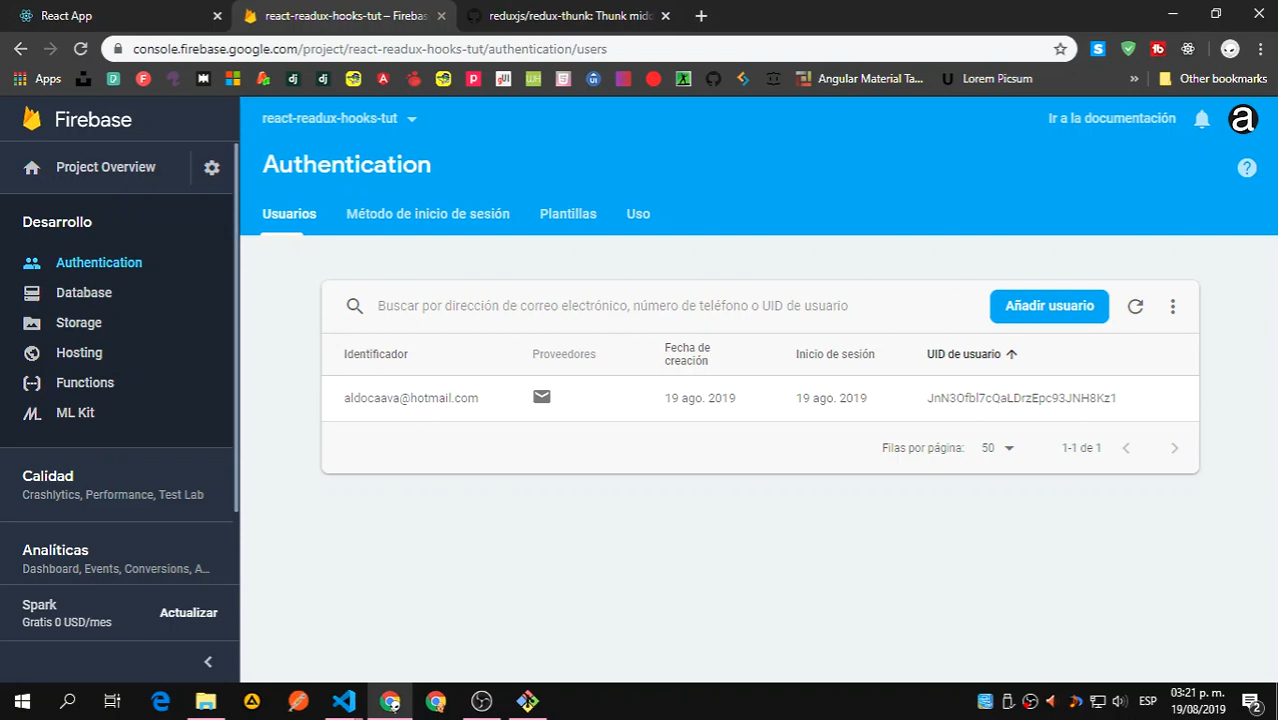 React App
react-readux-hooks-tut – Firebas
reduxjs/redux-thunk: Thunk mid
console.firebase.google.com/project/react-readux-hooks-tut/authentication/users
Apps
Angular Material Ta...
Lorem Picsum
»
Other bookmarks
Firebase
react-readux-hooks-tut
Ir a la documentación
Project Overview
Authentication
Usuarios
Método de inicio de sesión
Plantillas
Uso
Desarrollo
Authentication
Database
Storage
Hosting
Functions
ML Kit
Calidad
Crashlytics, Performance, Test Lab
Analíticas
Dashboard, Events, Conversions, A...
Spark
Gratis 0 USD/mes
Actualizar
Buscar por dirección de correo electrónico, número de teléfono o UID de usuario
Añadir usuario
Identificador
Proveedores
Fecha de
creación
Inicio de sesión
UID de usuario
aldocaava@hotmail.com
19 ago. 2019
19 ago. 2019
JnN3Ofbl7cQaLDrzEpc93JNH8Kz1
Filas por página:
50
1-1 de 1
ESP
03:21 p. m.
19/08/2019
2